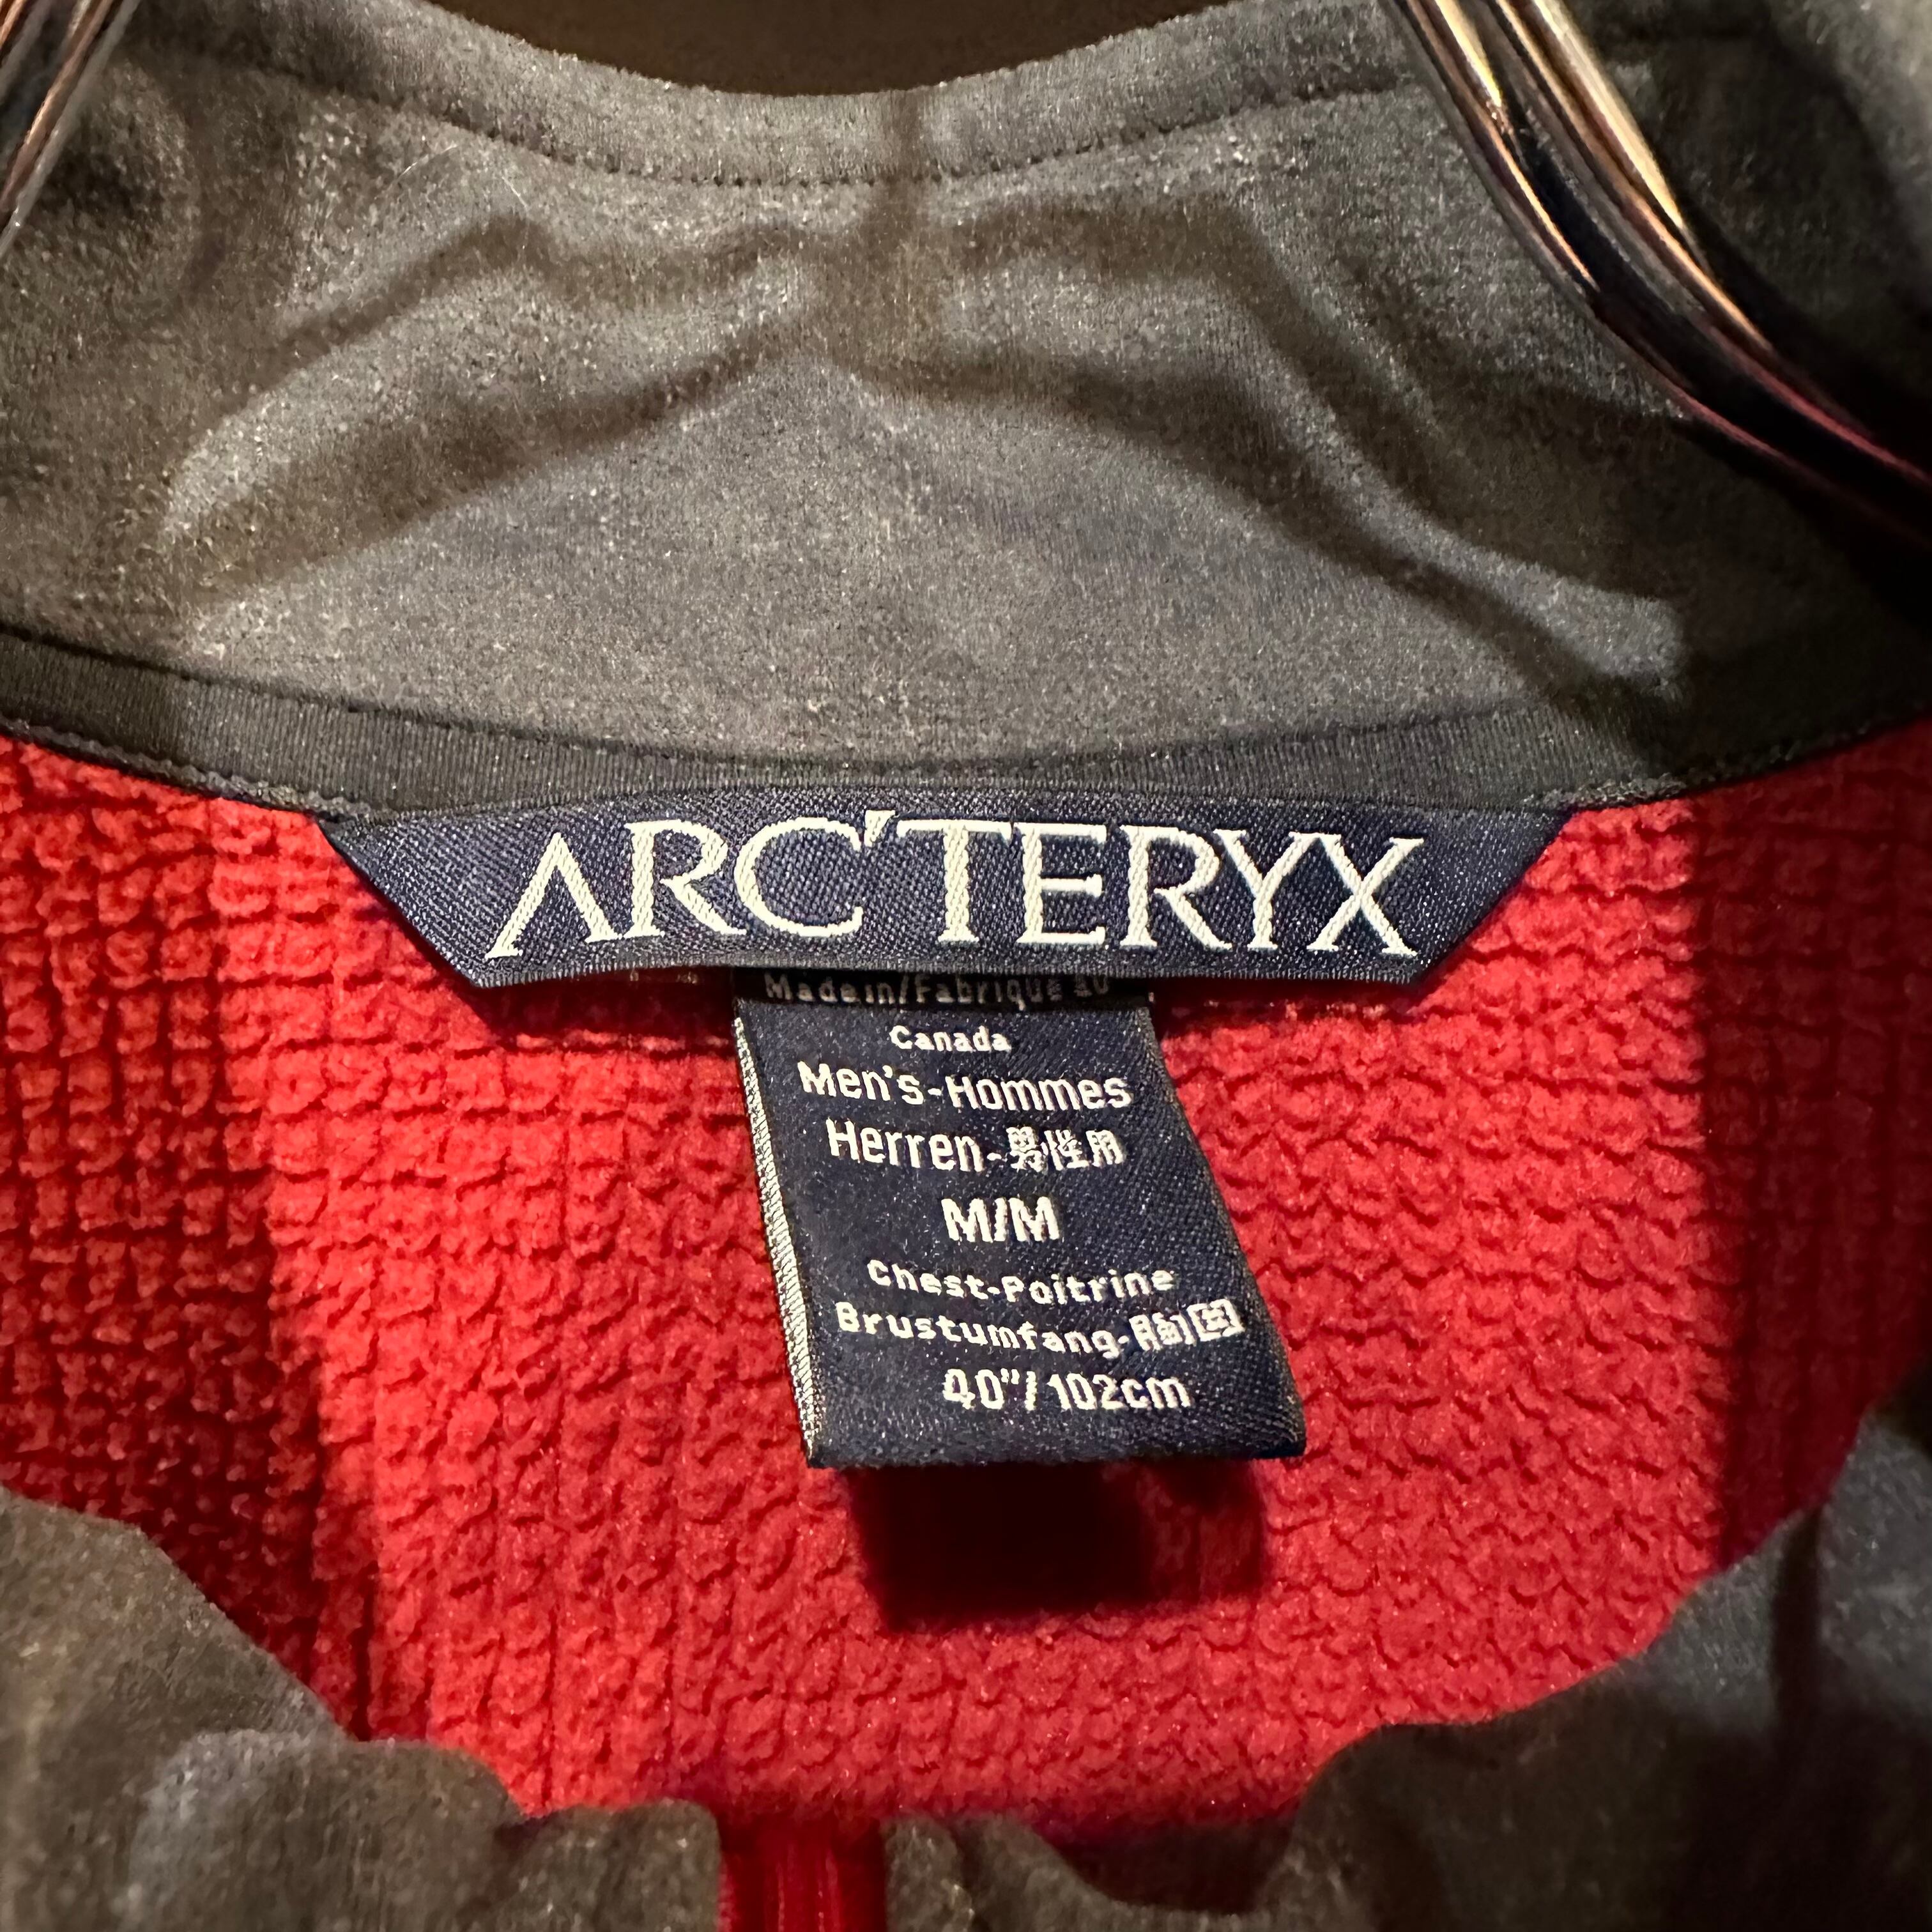 ARC'TERYX
Made in/Fabriqué au
Canada
Men's-Hommes
Herren-男性用
M/M
Chest-Poitrine
Brustumfang-胸囲
40"/102cm